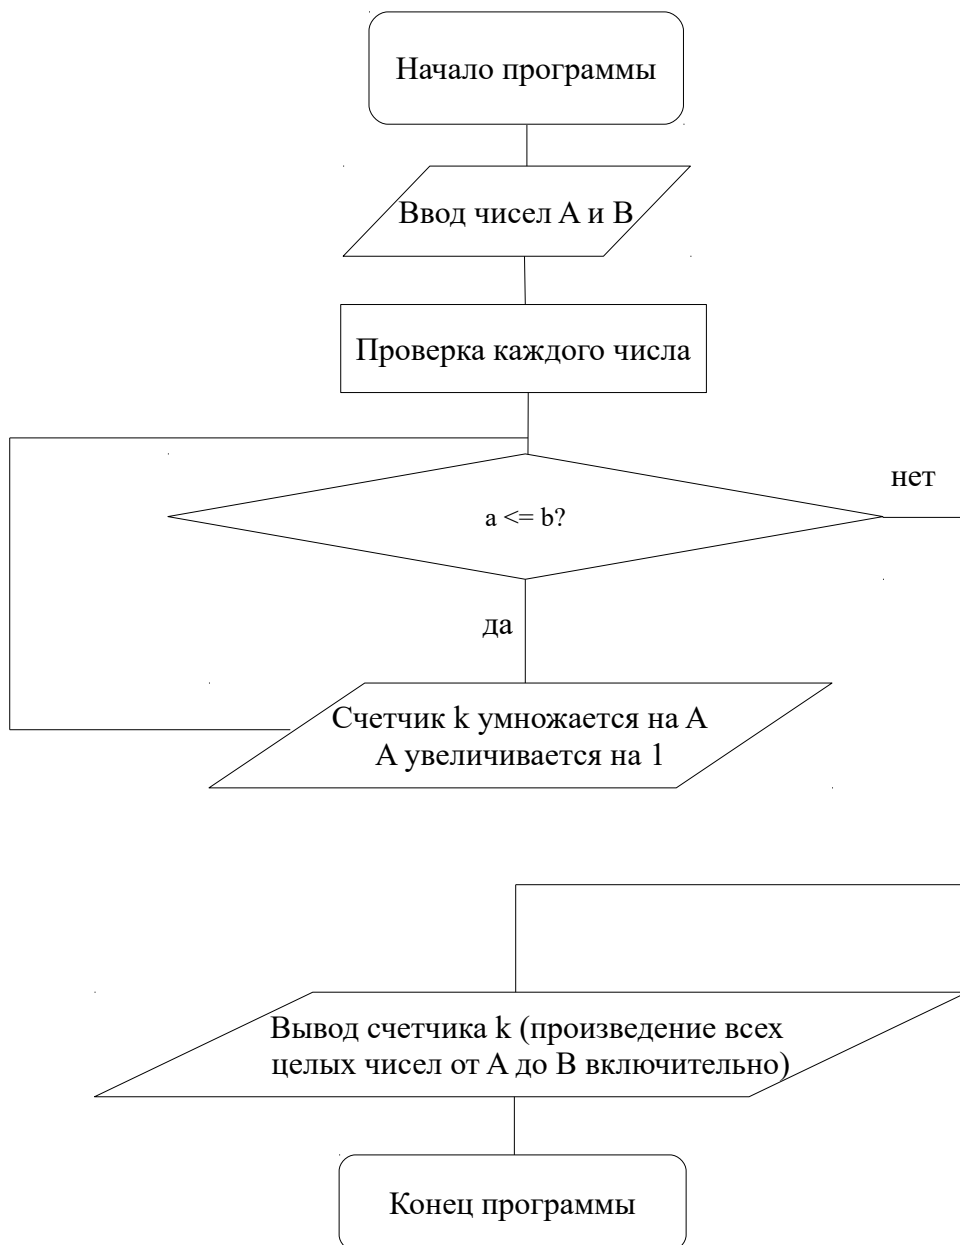 Начало программы
Ввод чисел A и B
Проверка каждого числа
нет
a <= b?
да
Счетчик k умножается на A
A увеличивается на 1
Вывод счетчика k (произведение всех
целых чисел от A до B включительно)
Конец программы